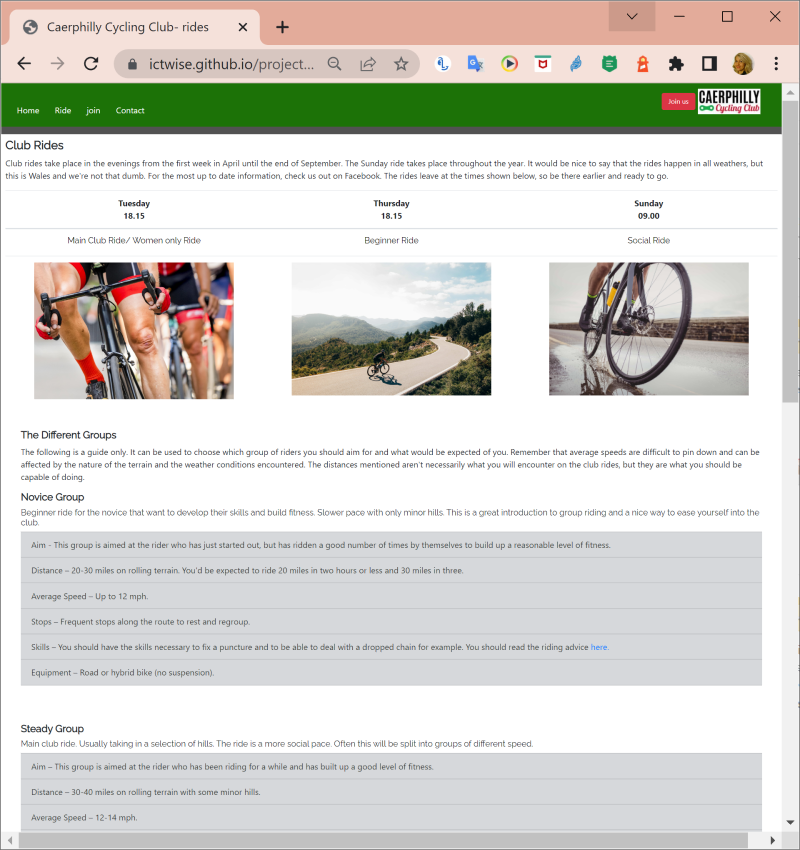 Caerphilly Cycling Club- rides
ictwise.github.io/project...
Home Ride join Contact
Join us
CAERPHILLY
Cycling Club
Club Rides
Club rides take place in the evenings from the first week in April until the end of September. The Sunday ride takes place throughout the year. It would be nice to say that the rides happen in all weathers, but
this is Wales and we're not that dumb. For the most up to date information, check us out on Facebook. The rides leave at the times shown below, so be there earlier and ready to go.
Tuesday Thursday Sunday
18.15 18.15 09.00
Main Club Ride/ Women only Ride Beginner Ride Social Ride
The Different Groups
The following is a guide only. It can be used to choose which group of riders you should aim for and what would be expected of you. Remember that average speeds are difficult to pin down and can be
affected by the nature of the terrain and the weather conditions encountered. The distances mentioned aren't necessarily what you will encounter on the club rides, but they are what you should be
capable of doing.
Novice Group
Beginner ride for the novice that want to develop their skills and build fitness. Slower pace with only minor hills. This is a great introduction to group riding and a nice way to ease yourself into the
club.
Aim - This group is aimed at the rider who has just started out, but has ridden a good number of times by themselves to build up a reasonable level of fitness.
Distance – 20-30 miles on rolling terrain. You'd be expected to ride 20 miles in two hours or less and 30 miles in three.
Average Speed – Up to 12 mph.
Stops – Frequent stops along the route to rest and regroup.
Skills – You should have the skills necessary to fix a puncture and to be able to deal with a dropped chain for example. You should read the riding advice here.
Equipment – Road or hybrid bike (no suspension).
Steady Group
Main club ride. Usually taking in a selection of hills. The ride is a more social pace. Often this will be split into groups of different speed.
Aim – This group is aimed at the rider who has been riding for a while and has built up a good level of fitness.
Distance – 30-40 miles on rolling terrain with some minor hills.
Average Speed – 12-14 mph.